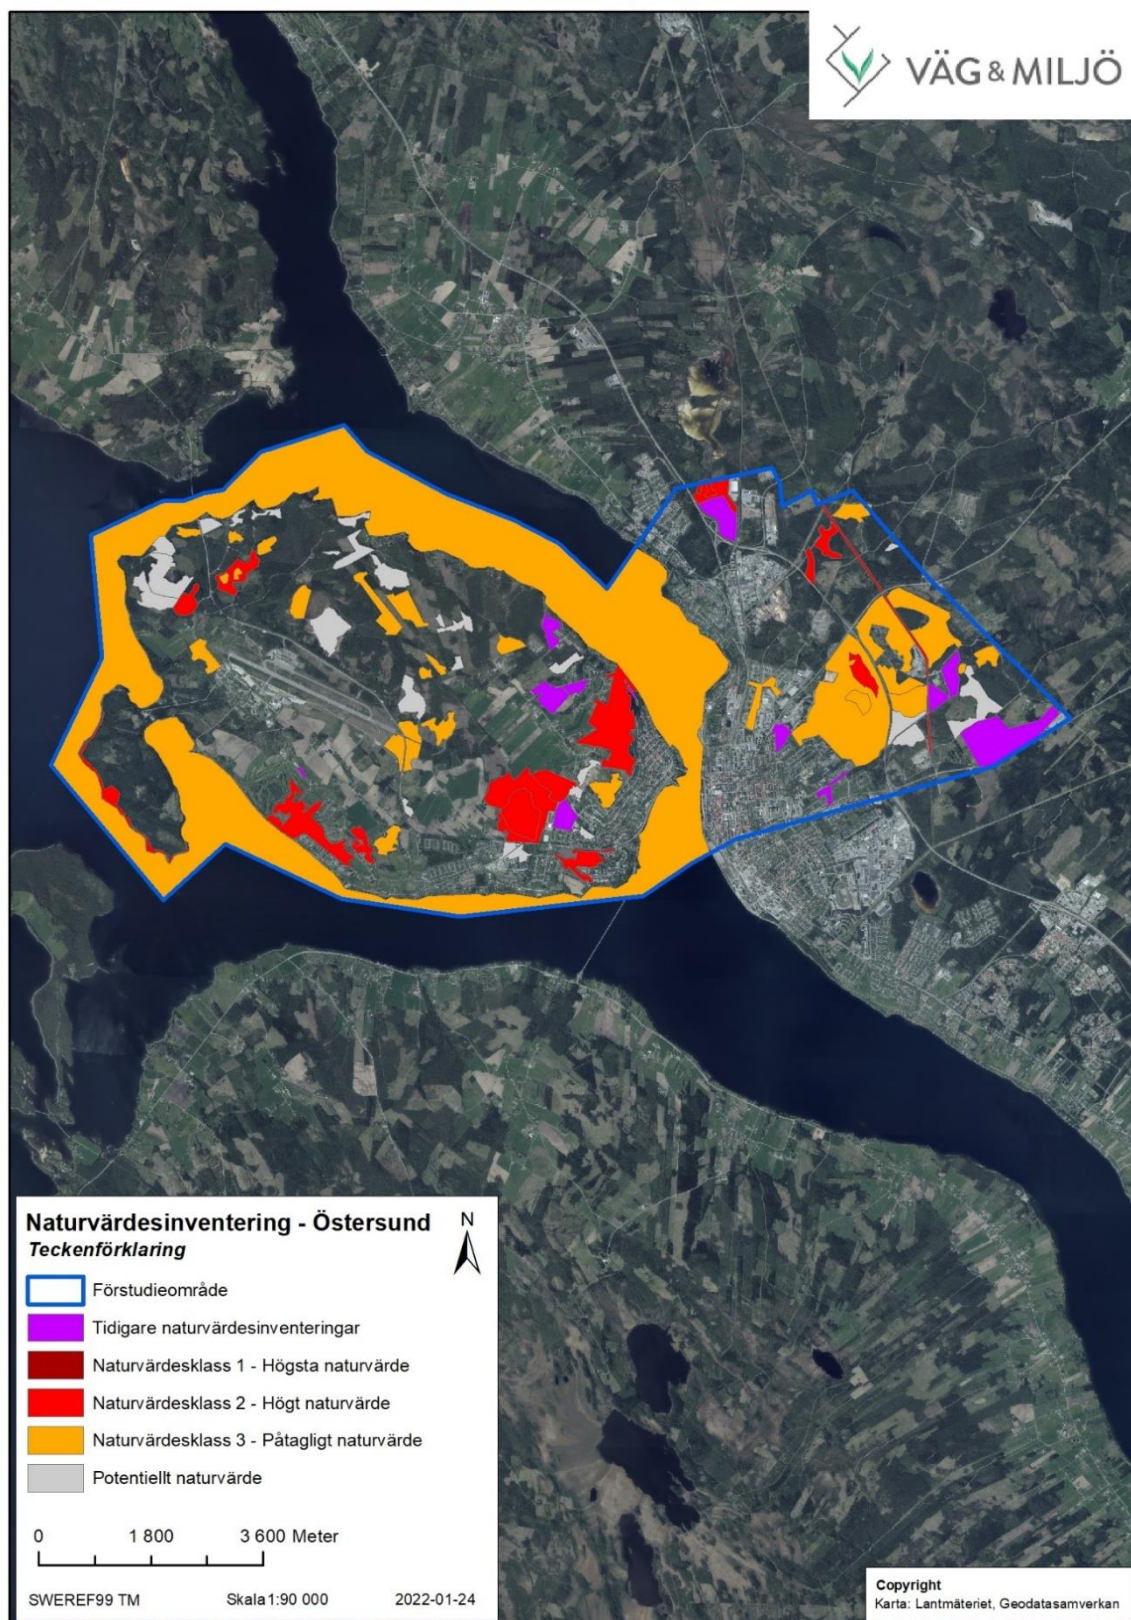 VÄG & MILJÖ
Naturvärdesinventering - Östersund
N
Teckenförklaring
Förstudieområde
Tidigare naturvärdesinventeringar
Naturvärdesklass 1 - Högsta naturvärde
Naturvärdesklass 2 - Högt naturvärde
Naturvärdesklass 3 - Påtagligt naturvärde
Potentiellt naturvärde
0 1 800 3 600 Meter
SWEREF99 TM Skala1:90 000 2022-01-24
Copyright
Karta: Lantmäteriet, Geodatasamverkan